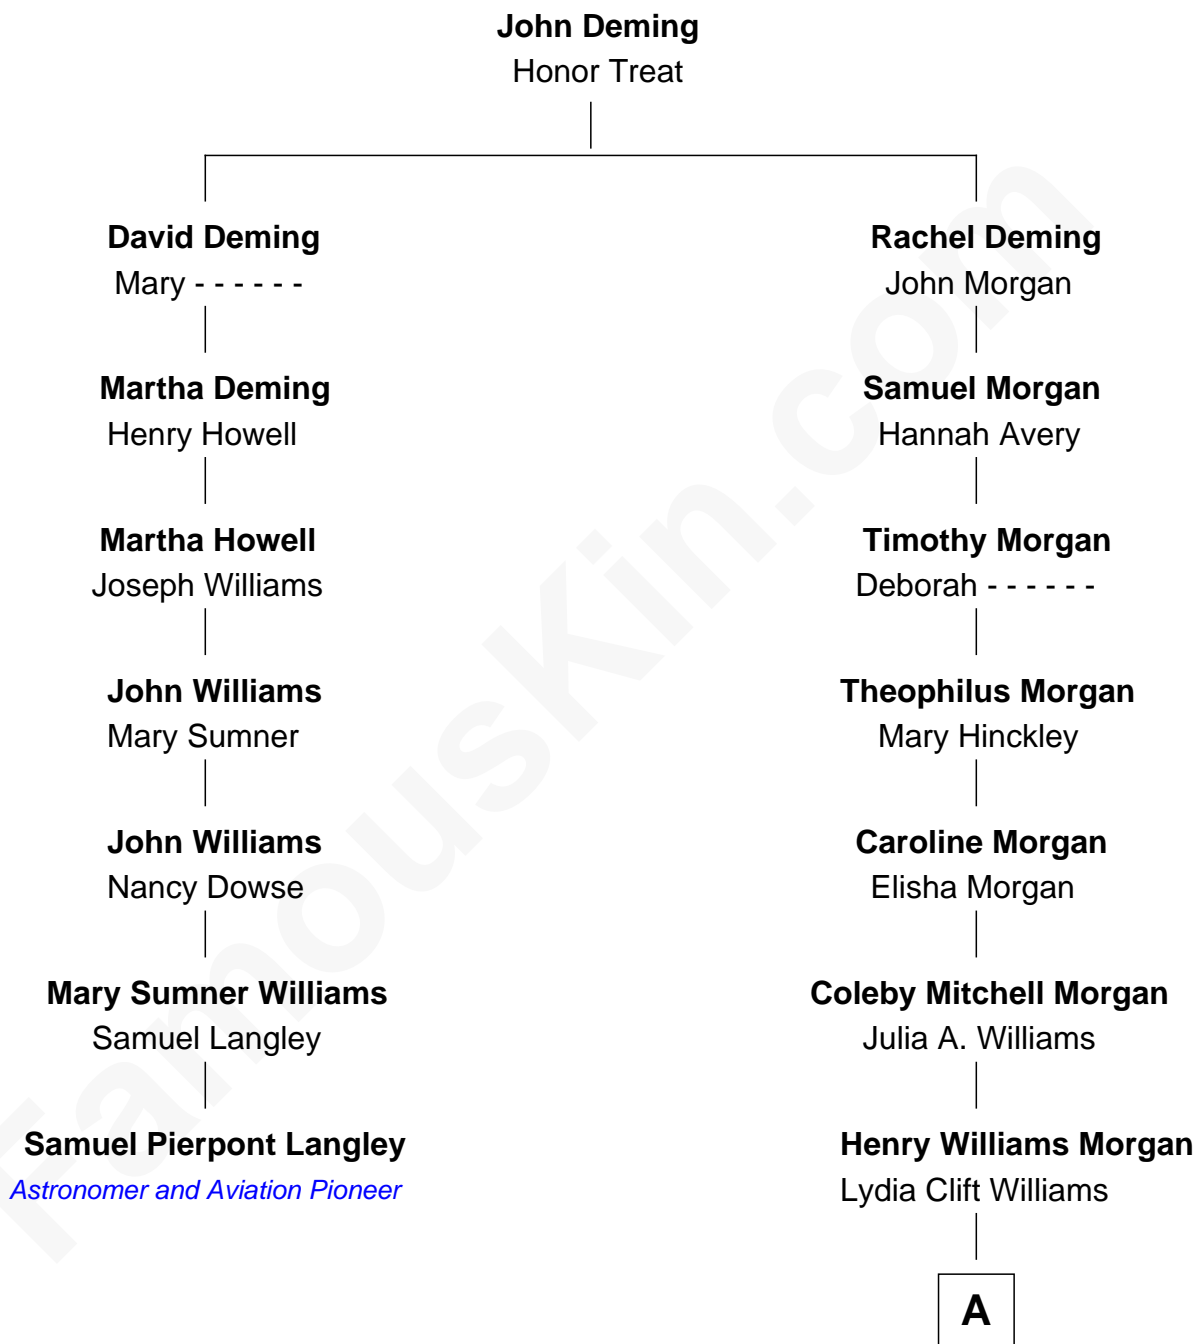 John Deming
Honor Treat
David Deming
Mary - - - - - -
Rachel Deming
John Morgan
Martha Deming
Henry Howell
Samuel Morgan
Hannah Avery
Martha Howell
Joseph Williams
Timothy Morgan
Deborah - - - - - -
John Williams
Mary Sumner
Theophilus Morgan
Mary Hinckley
John Williams
Nancy Dowse
Caroline Morgan
Elisha Morgan
Mary Sumner Williams
Samuel Langley
Coleby Mitchell Morgan
Julia A. Williams
Samuel Pierpont Langley
Astronomer and Aviation Pioneer
Henry Williams Morgan
Lydia Clift Williams
A
FamousKin.com